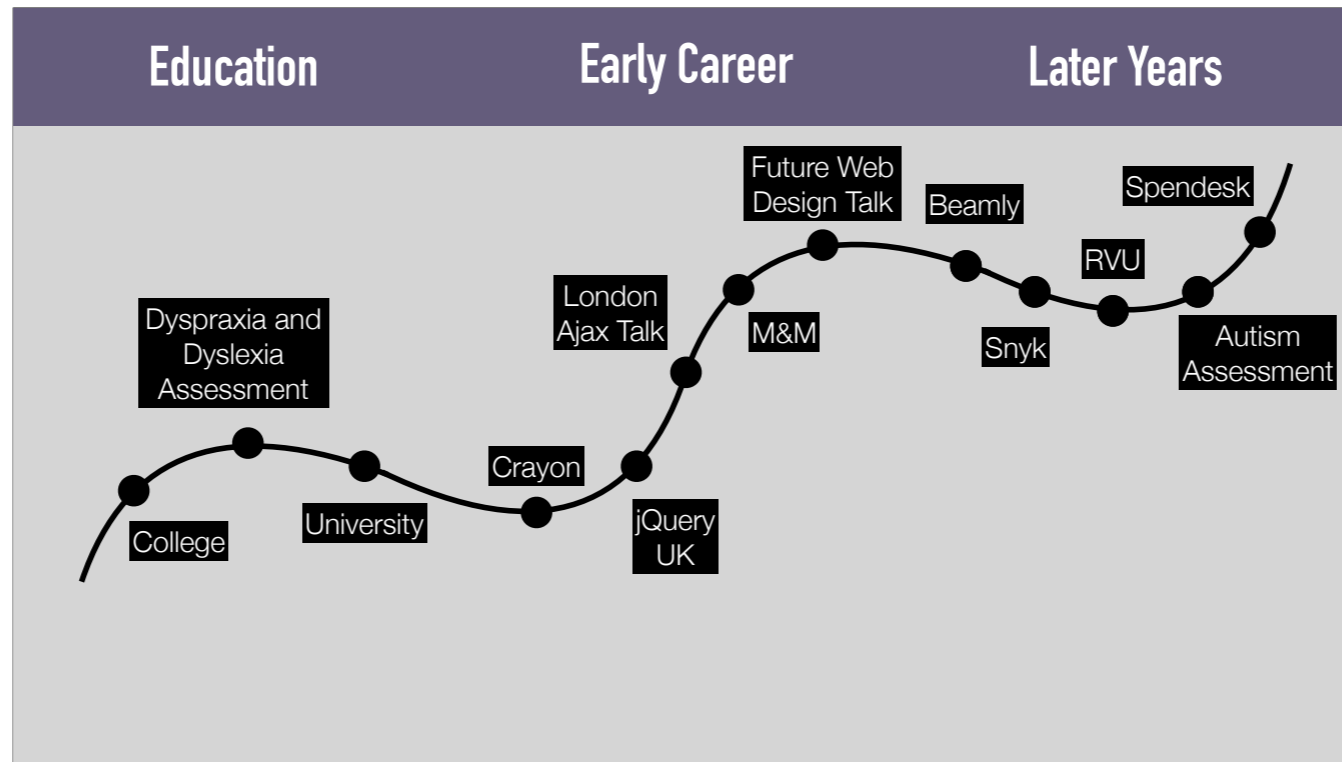 Education
Early Career
Later Years
Dyspraxia and
Dyslexia
Assessment
College
University
Crayon
jQuery
UK
London
Ajax Talk
M&M
Future Web
Design Talk
Beamly
Snyk
RVU
Autism
Assessment
Spendesk